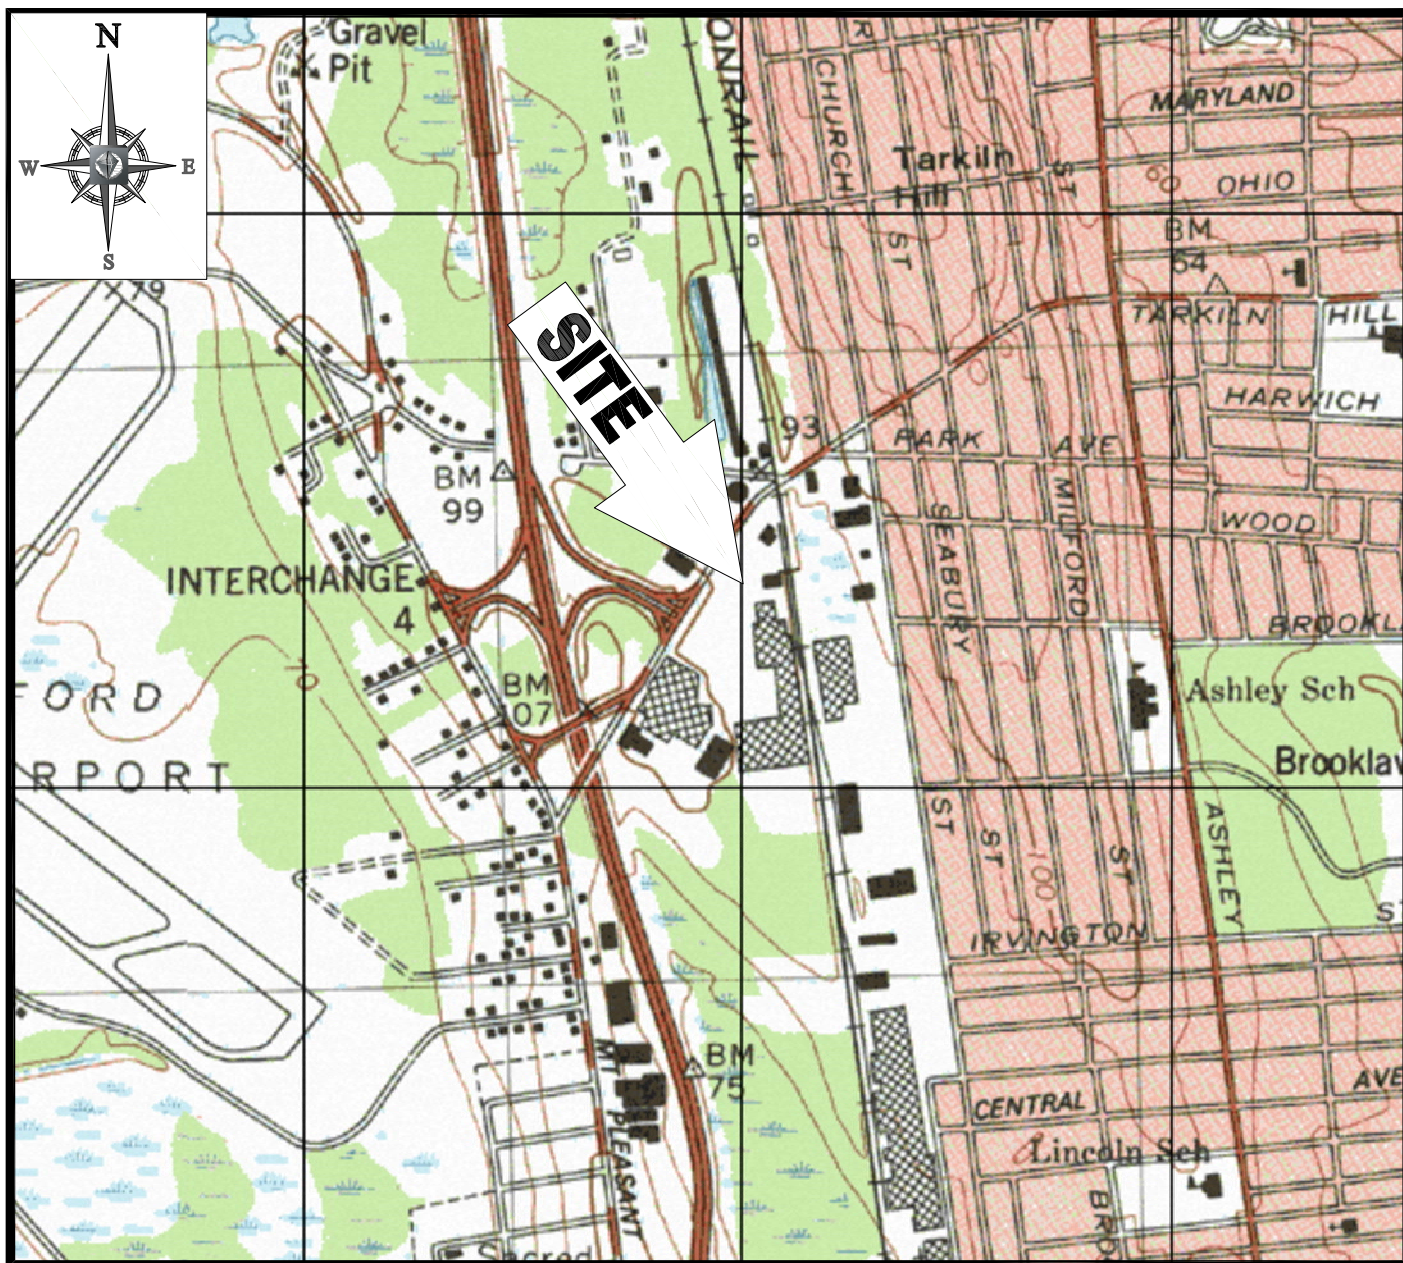 N
W
E
S
Gravel
Pit
CONRAIL
CHURCH
ST
R
MARYLAND
Tarkiln
Hill
ST
60
OHIO
BM
64
79
TARKILN
HILL
HARWICH
SITE
93
PARK
AVE
BM
99
SEABURY
MILFORD
WOOD
INTERCHANGE
4
BROOKL
FORD
70
BM
07
Ashley Sch
RPORT
Brooklaw
ST
ST
100
ST
ASHLEY
ST
IRVINGTON
MT PLEASANT
BM
75
CENTRAL
AVE
Lincoln Sch
BRO
Sacred